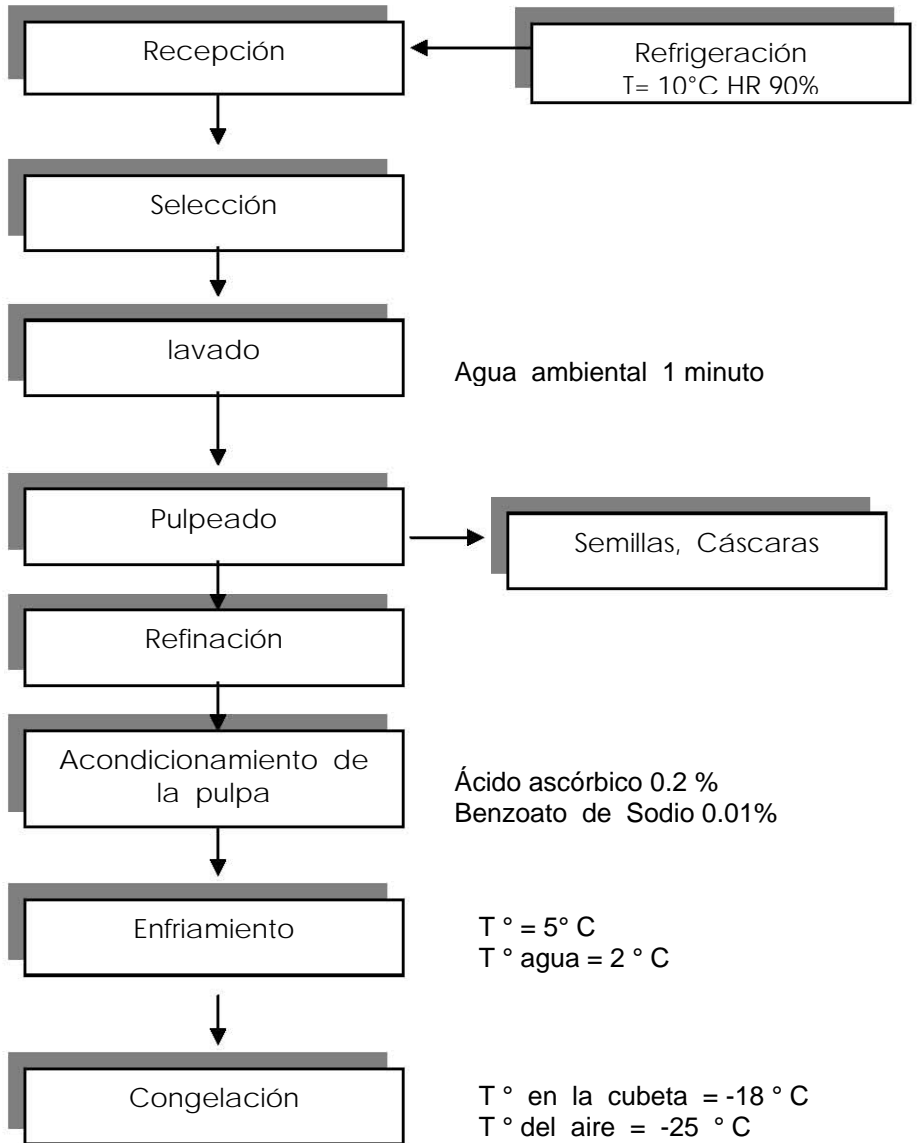 Recepción
Refrigeración
T= 10°C HR 90%
Selección
lavado
Agua ambiental 1 minuto
Pulpeado
Semillas, Cáscaras
Refinación
Acondicionamiento de
la pulpa
Ácido ascórbico 0.2 %
Benzoato de Sodio 0.01%
Enfriamiento
T ° = 5° C
T ° agua = 2 ° C
Congelación
T ° en la cubeta = -18 ° C
T ° del aire = -25 ° C